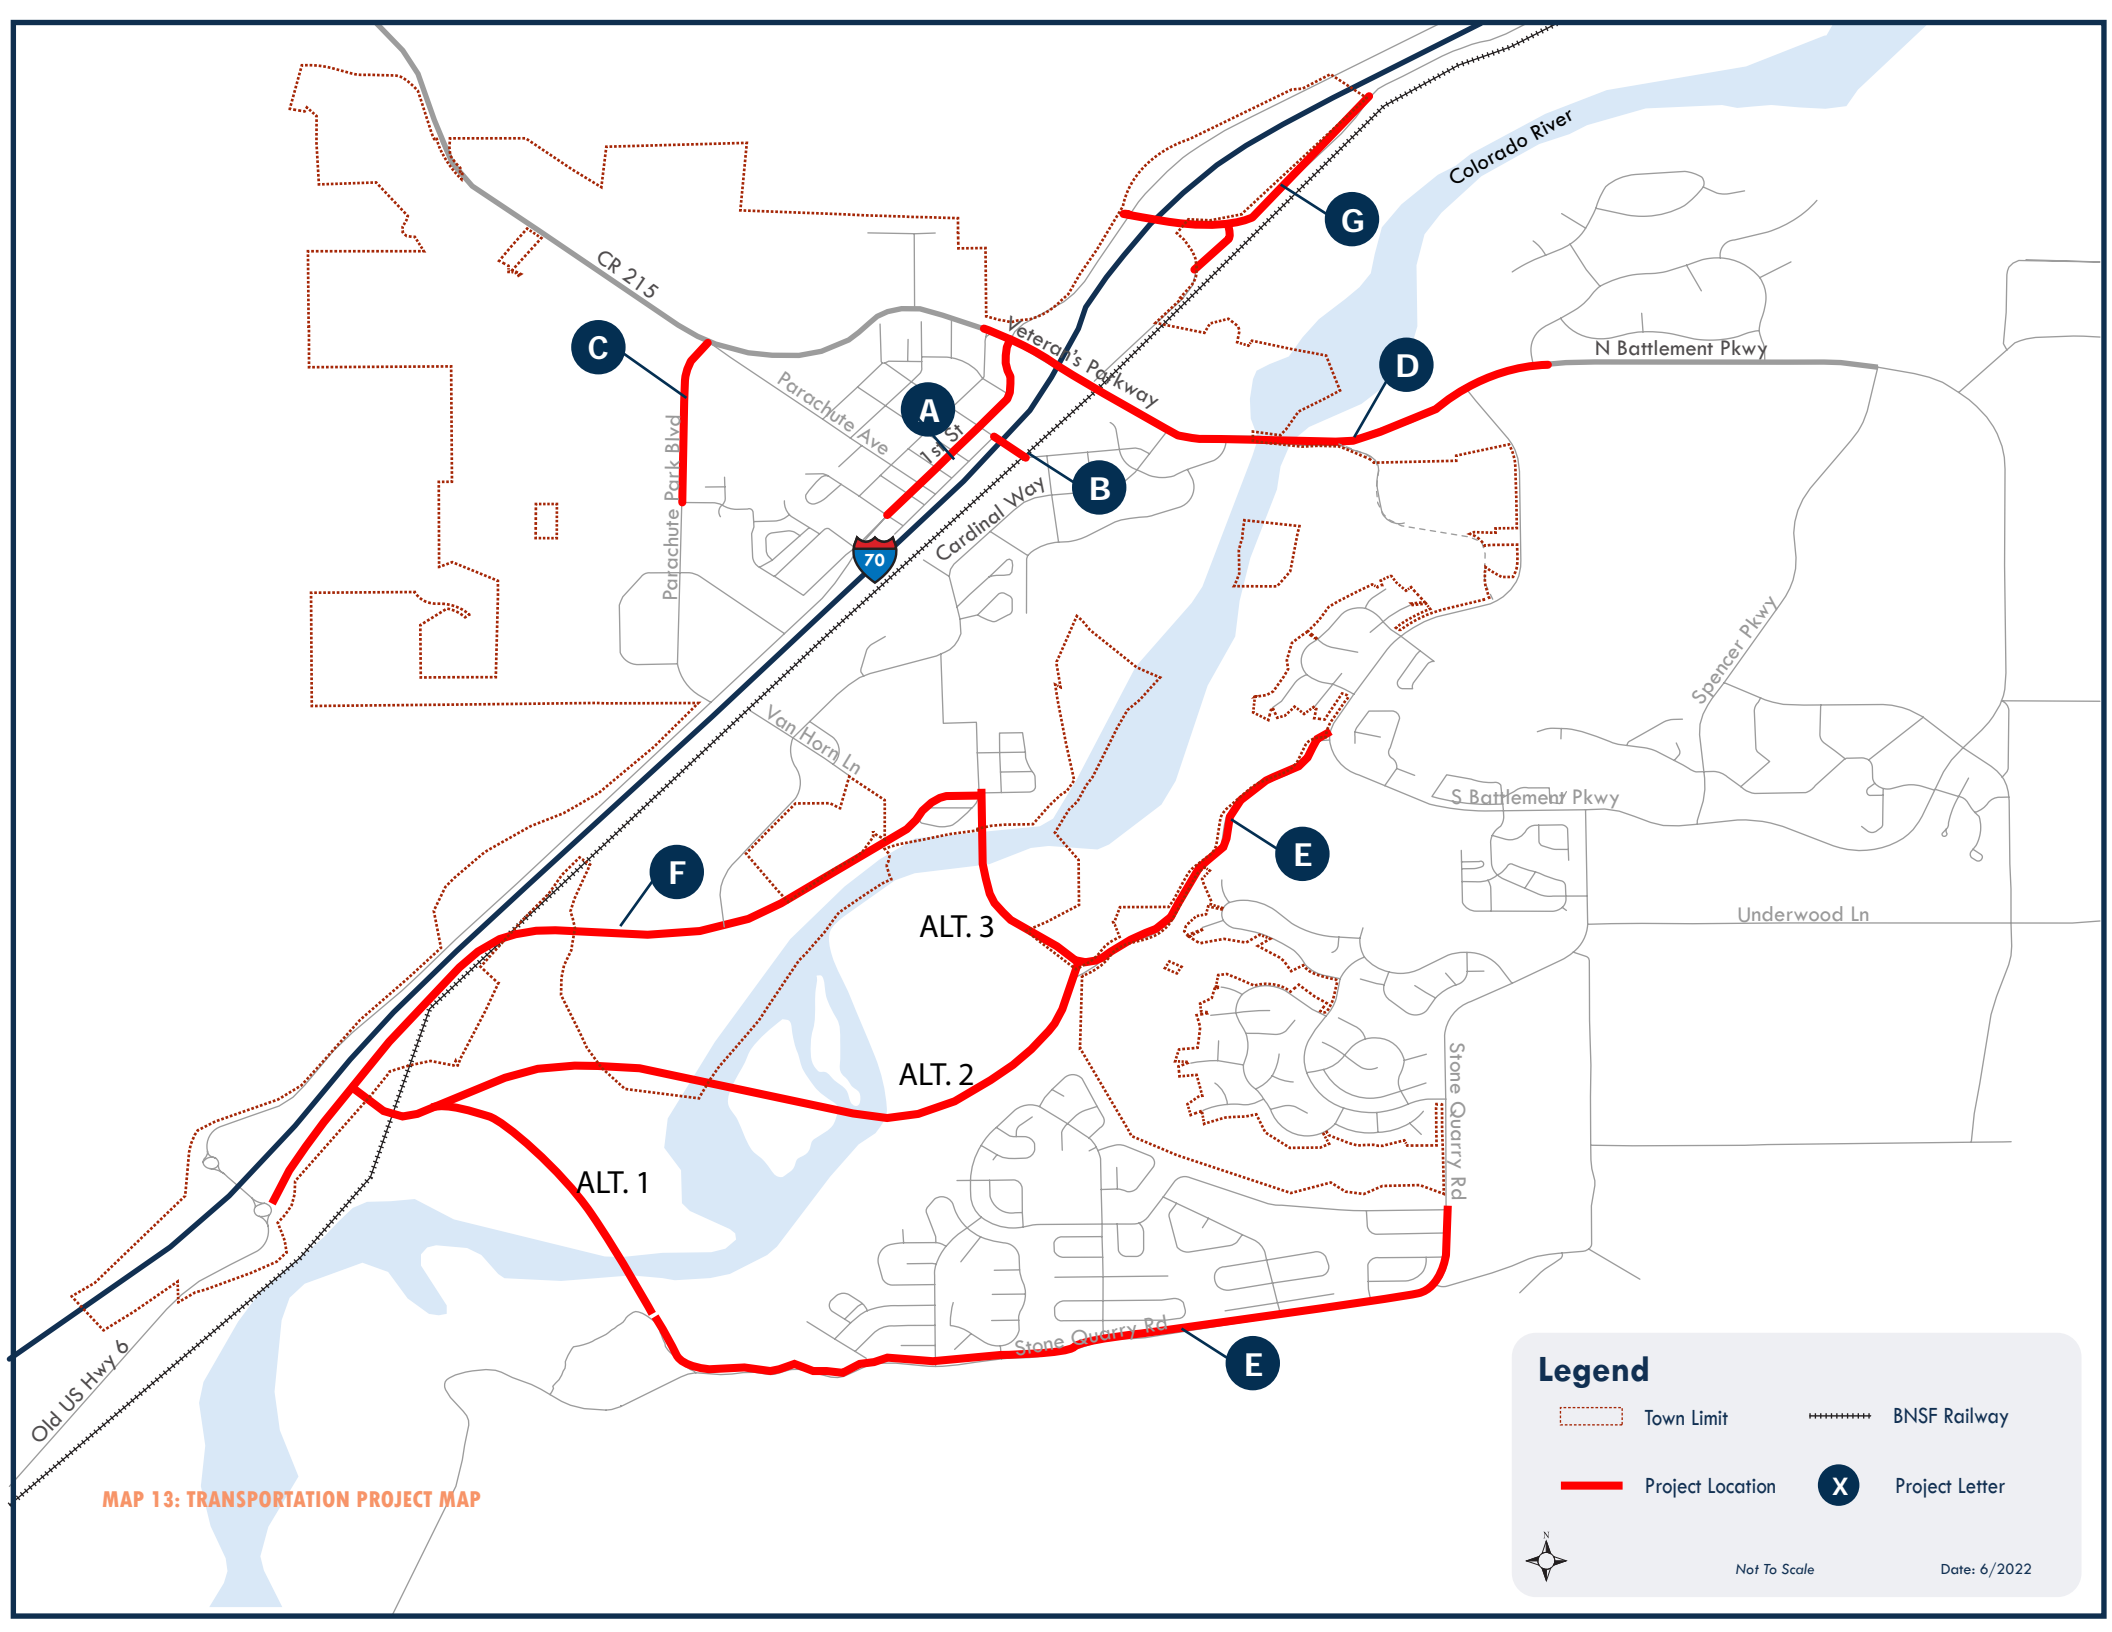 Colorado River
G
CR 215
C
Veteran's Parkway
N Battlement Pkwy
D
Parachute Ave
A
1st St
Parachute Park Blvd
B
Cardinal Way
70
Spencer Pkwy
Van Horn Ln
S Battlement Pkwy
E
F
ALT. 3
Underwood Ln
ALT. 2
Stone Quarry Rd
ALT. 1
Stone Quarry Rd
E
Old US Hwy 6
MAP 13: TRANSPORTATION PROJECT MAP
Legend
Town Limit
BNSF Railway
Project Location
X
Project Letter
N
Not To Scale
Date: 6/2022